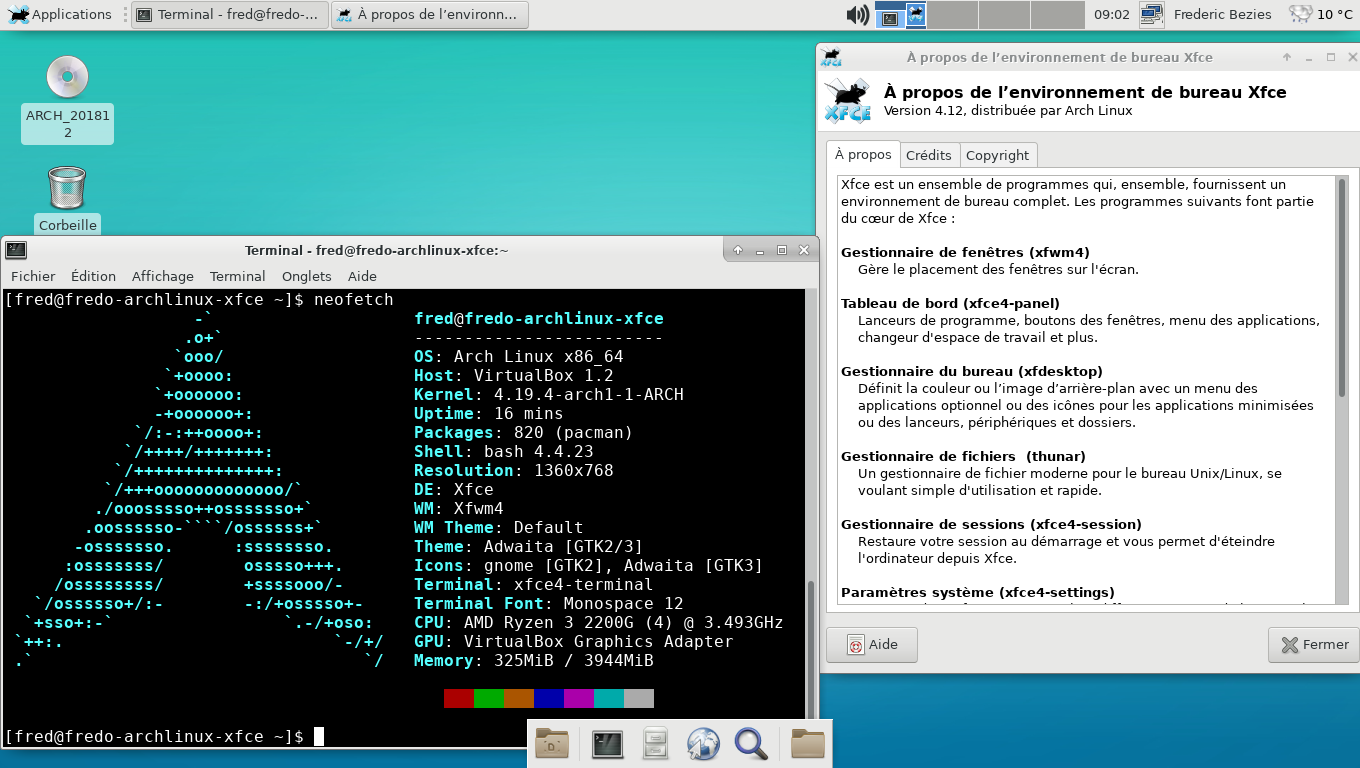 Applications
Terminal - fred@fredo-...
À propos de l’environn...
09:02
Frederic Bezies
10 °C
ARCH_20181
2
Corbeille
Terminal - fred@fredo-archlinux-xfce:~
Fichier Édition Affichage Terminal Onglets Aide
[fred@fredo-archlinux-xfce ~]$ neofetch
fred@fredo-archlinux-xfce
-------------------------
OS: Arch Linux x86_64
Host: VirtualBox 1.2
Kernel: 4.19.4-arch1-1-ARCH
Uptime: 16 mins
Packages: 820 (pacman)
Shell: bash 4.4.23
Resolution: 1360x768
DE: Xfce
WM: Xfwm4
WM Theme: Default
Theme: Adwaita [GTK2/3]
Icons: gnome [GTK2], Adwaita [GTK3]
Terminal: xfce4-terminal
Terminal Font: Monospace 12
CPU: AMD Ryzen 3 2200G (4) @ 3.493GHz
GPU: VirtualBox Graphics Adapter
Memory: 325MiB / 3944MiB
[fred@fredo-archlinux-xfce ~]$
À propos de l’environnement de bureau Xfce
XFCE
À propos de l’environnement de bureau Xfce
Version 4.12, distribuée par Arch Linux
À propos Crédits Copyright
Xfce est un ensemble de programmes qui, ensemble, fournissent un
environnement de bureau complet. Les programmes suivants font partie
du cœur de Xfce :
Gestionnaire de fenêtres (xfwm4)
Gère le placement des fenêtres sur l'écran.
Tableau de bord (xfce4-panel)
Lanceurs de programme, boutons des fenêtres, menu des applications,
changeur d'espace de travail et plus.
Gestionnaire du bureau (xfdesktop)
Définit la couleur ou l’image d’arrière-plan avec un menu des
applications optionnel ou des icônes pour les applications minimisées
ou des lanceurs, périphériques et dossiers.
Gestionnaire de fichiers  (thunar)
Un gestionnaire de fichier moderne pour le bureau Unix/Linux, se
voulant simple d'utilisation et rapide.
Gestionnaire de sessions (xfce4-session)
Restaure votre session au démarrage et vous permet d'éteindre
l'ordinateur depuis Xfce.
Paramètres système (xfce4-settings)
Aide
Fermer